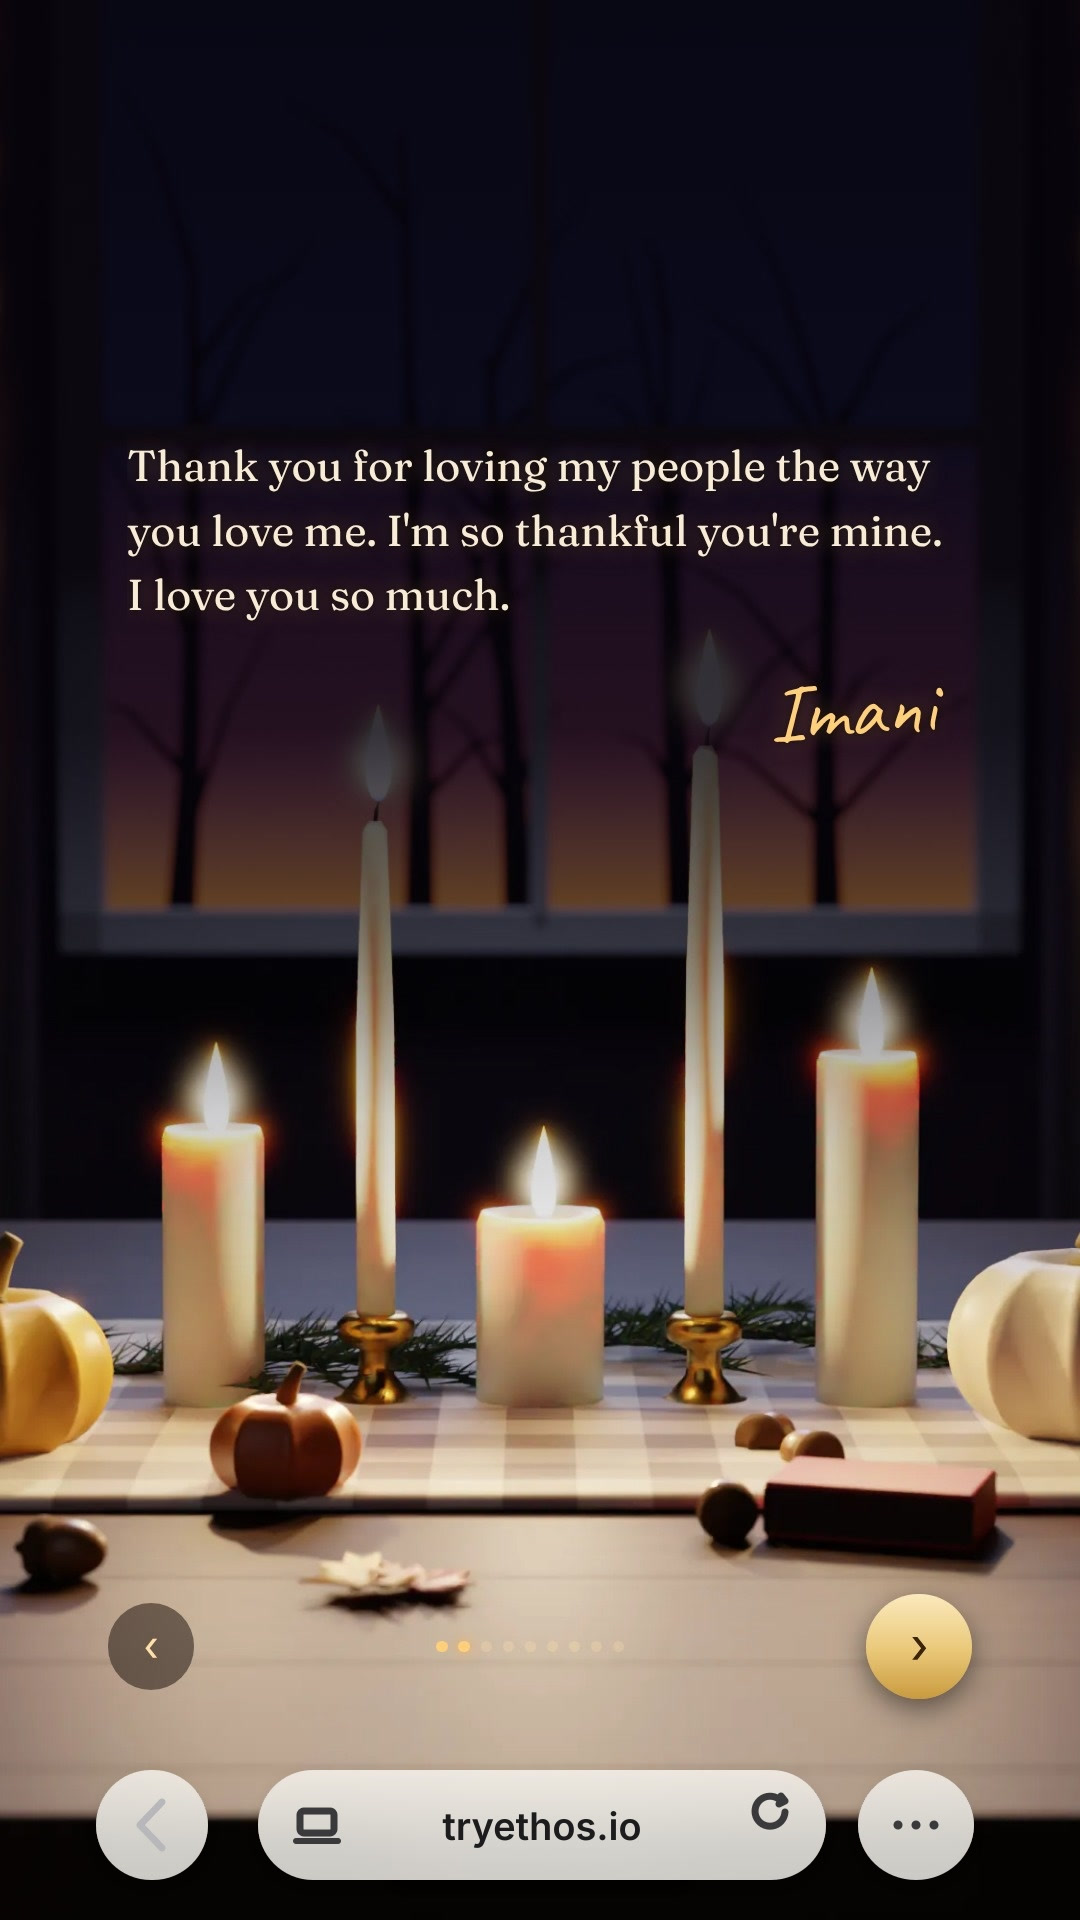 Thank you for loving my people the way
you love me. I'm so thankful you're mine.
I love you so much.
Imani
tryethos.io